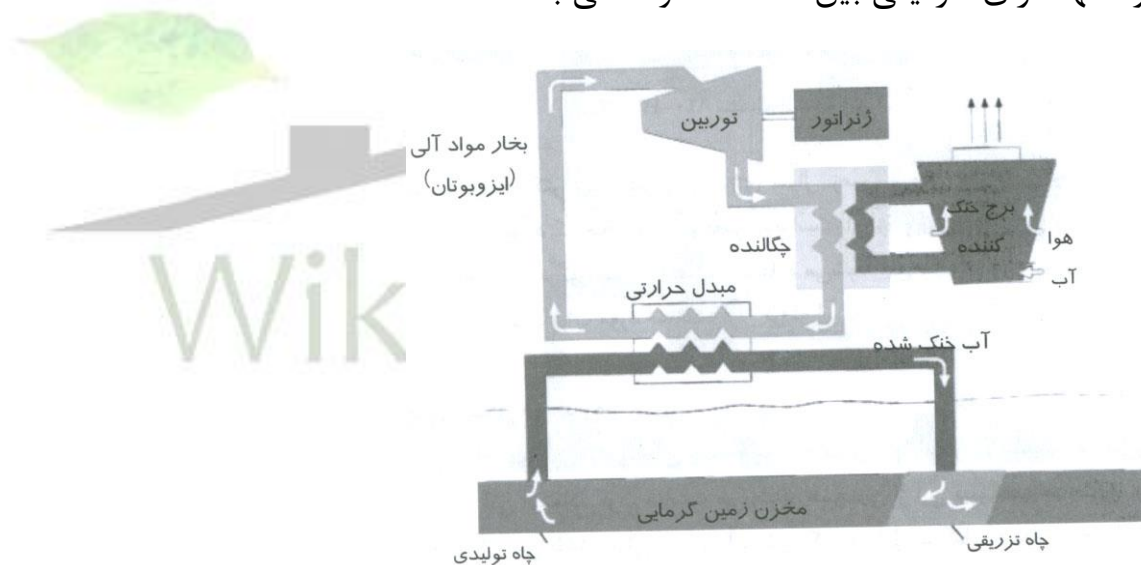 توربین
ژنراتور
بخار مواد آلی
(ایزوبوتان)
برج خنک
کننده
هوا
آب
چگالنده
مبدل حرارتی
آب خنک شده
Wik
مخزن زمین گرمایی
چاه تولیدی
چاه تزریقی